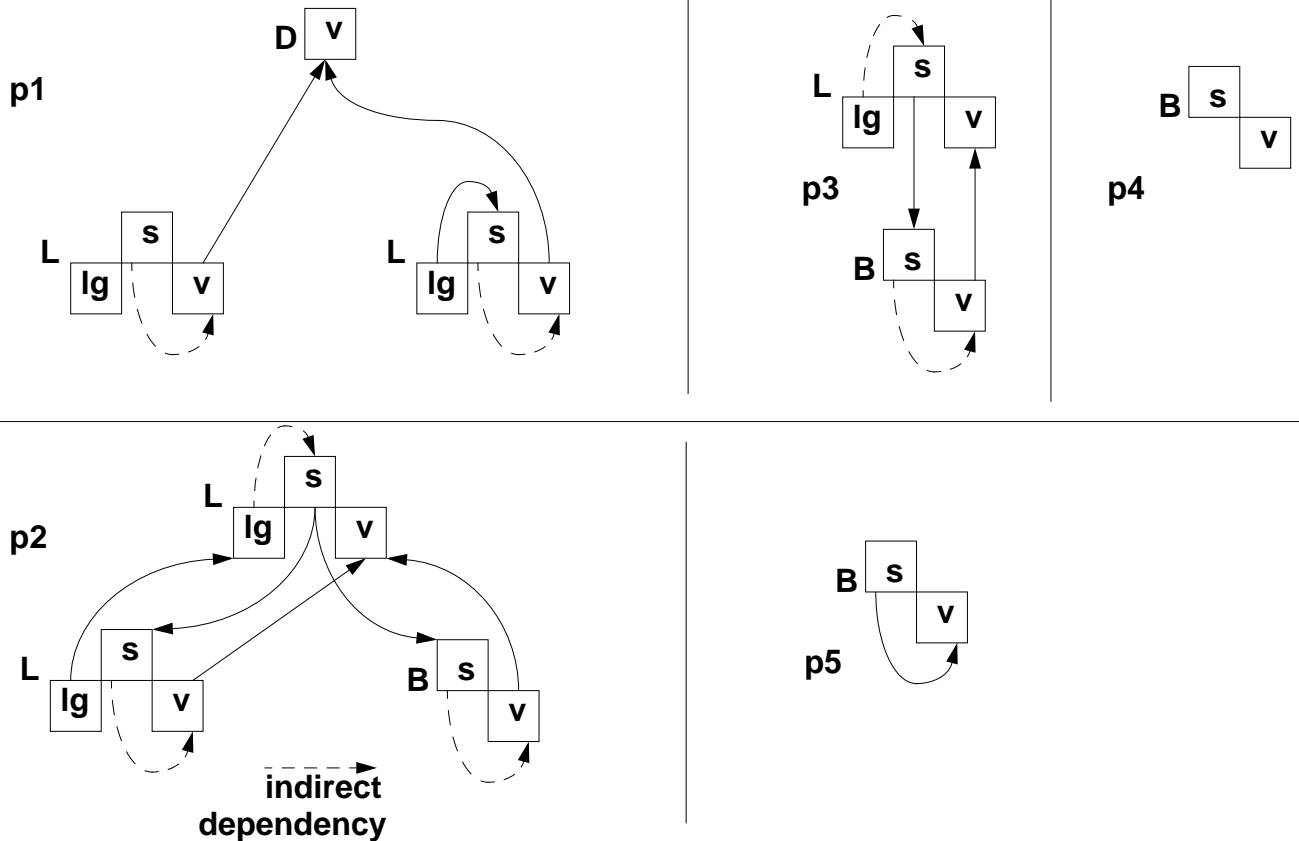 D v
p1
L s
lg v
L s
lg v
L s
lg v
p3
B s
v
B s
v
p4
L s
lg v
p2
L s
lg v
B s
v
indirect
dependency
B s
v
p5